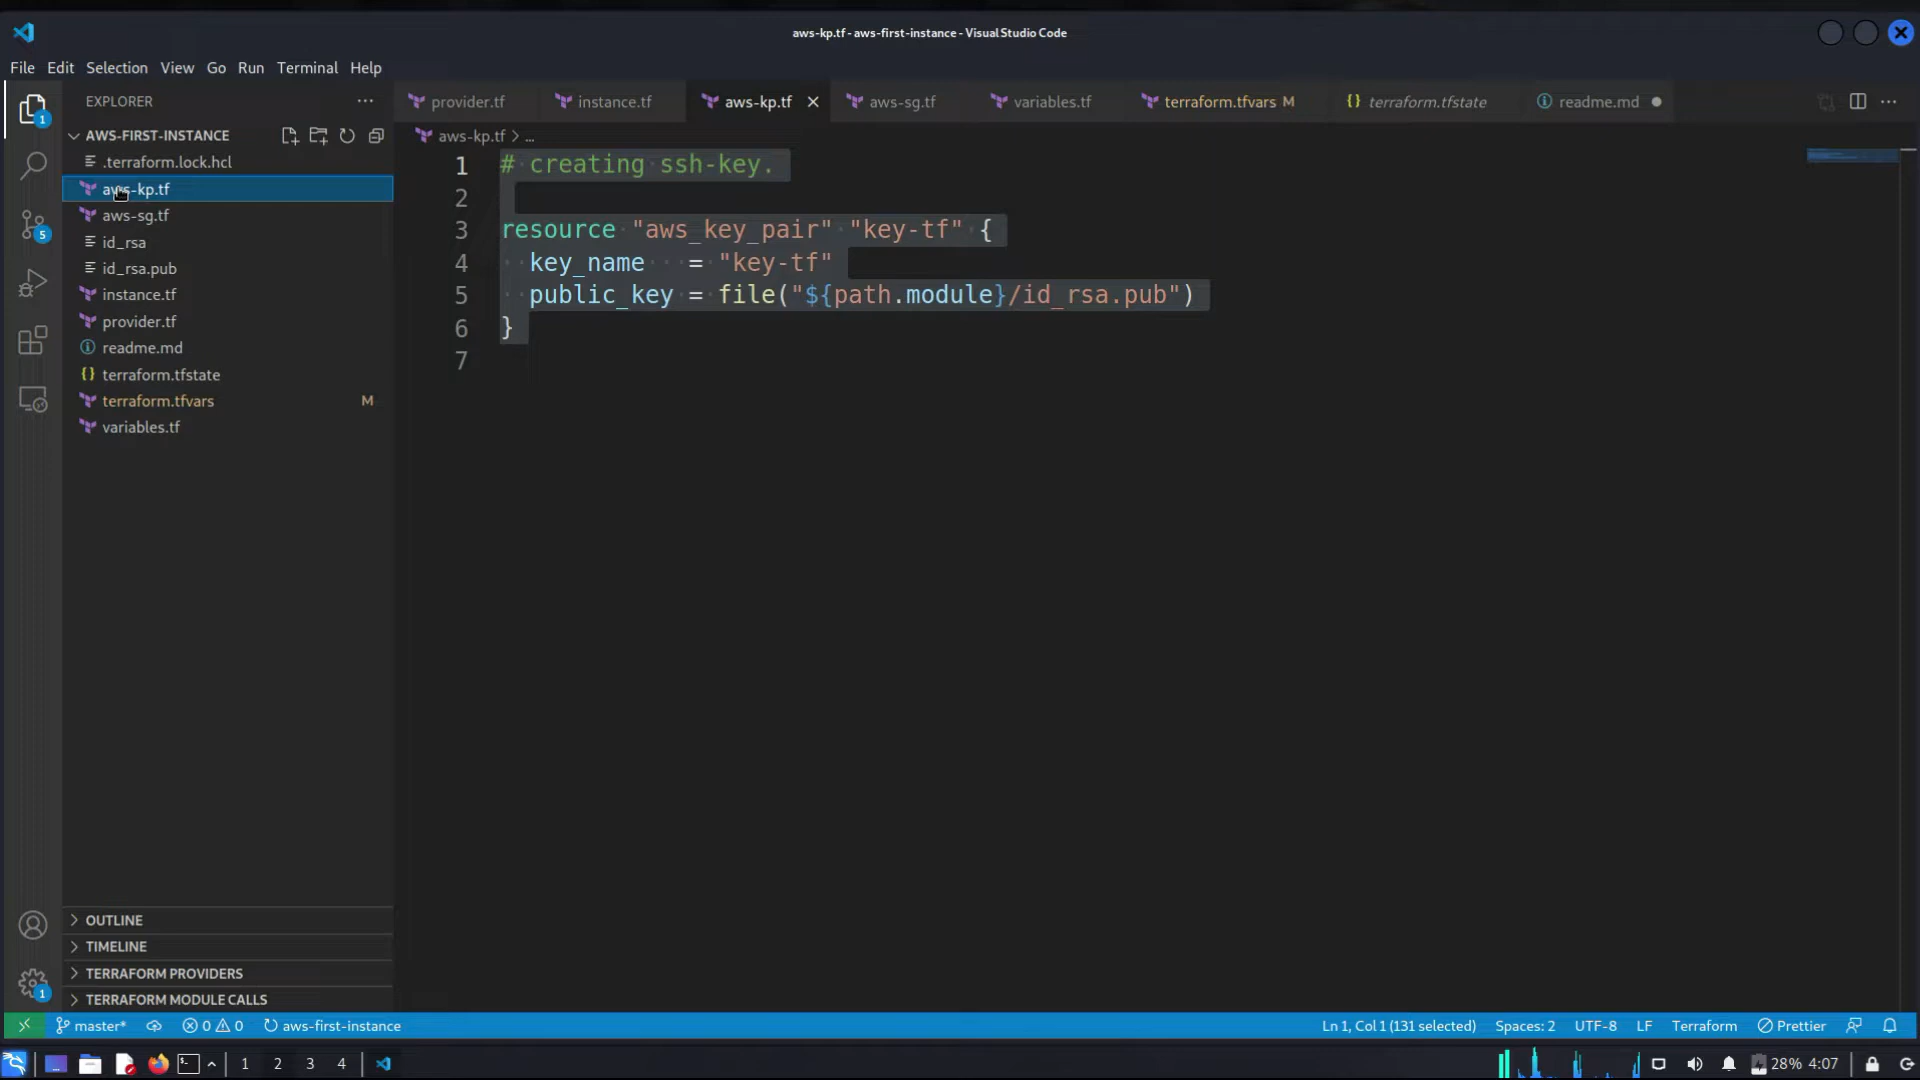 aws-kp.tf - aws-first-instance - Visual Studio Code
File Edit Selection View Go Run Terminal Help
EXPLORER
AWS-FIRST-INSTANCE
.terraform.lock.hcl
aws-kp.tf
aws-sg.tf
id_rsa
id_rsa.pub
instance.tf
provider.tf
readme.md
terraform.tfstate
terraform.tfvars M
variables.tf
OUTLINE
TIMELINE
TERRAFORM PROVIDERS
TERRAFORM MODULE CALLS
1
5
1
provider.tf instance.tf aws-kp.tf aws-sg.tf variables.tf terraform.tfvars M terraform.tfstate readme.md
aws-kp.tf > ...
1 # creating ssh-key.
2
3 resource "aws_key_pair" "key-tf" {
4 key_name = "key-tf"
5 public_key = file("${path.module}/id_rsa.pub")
6 }
7
master* 0 0 aws-first-instance Ln 1, Col 1 (131 selected) Spaces: 2 UTF-8 LF Terraform Prettier
1 2 3 4 28% 4:07